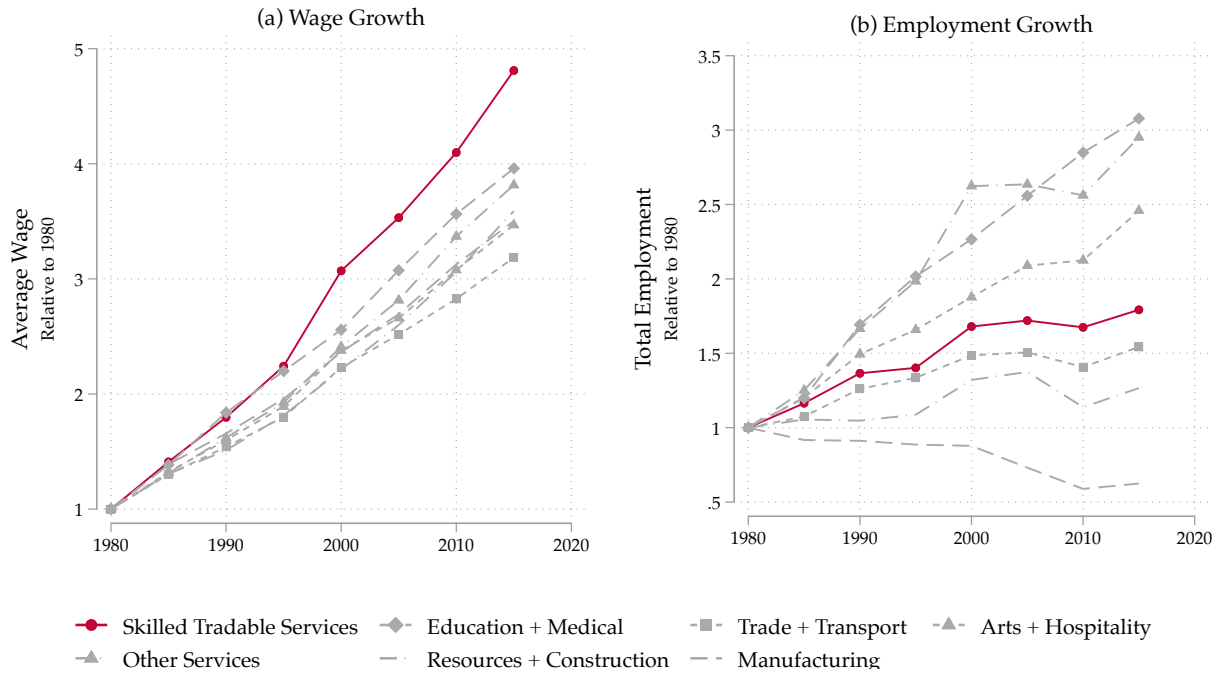 (a) Wage Growth
5
4
3
2
1
Average Wage
Relative to 1980
1980 1990 2000 2010 2020
(b) Employment Growth
3.5
3
2.5
2
1.5
1
.5
Total Employment
Relative to 1980
1980 1990 2000 2010 2020
Skilled Tradable Services Education + Medical Trade + Transport Arts + Hospitality
Other Services Resources + Construction Manufacturing